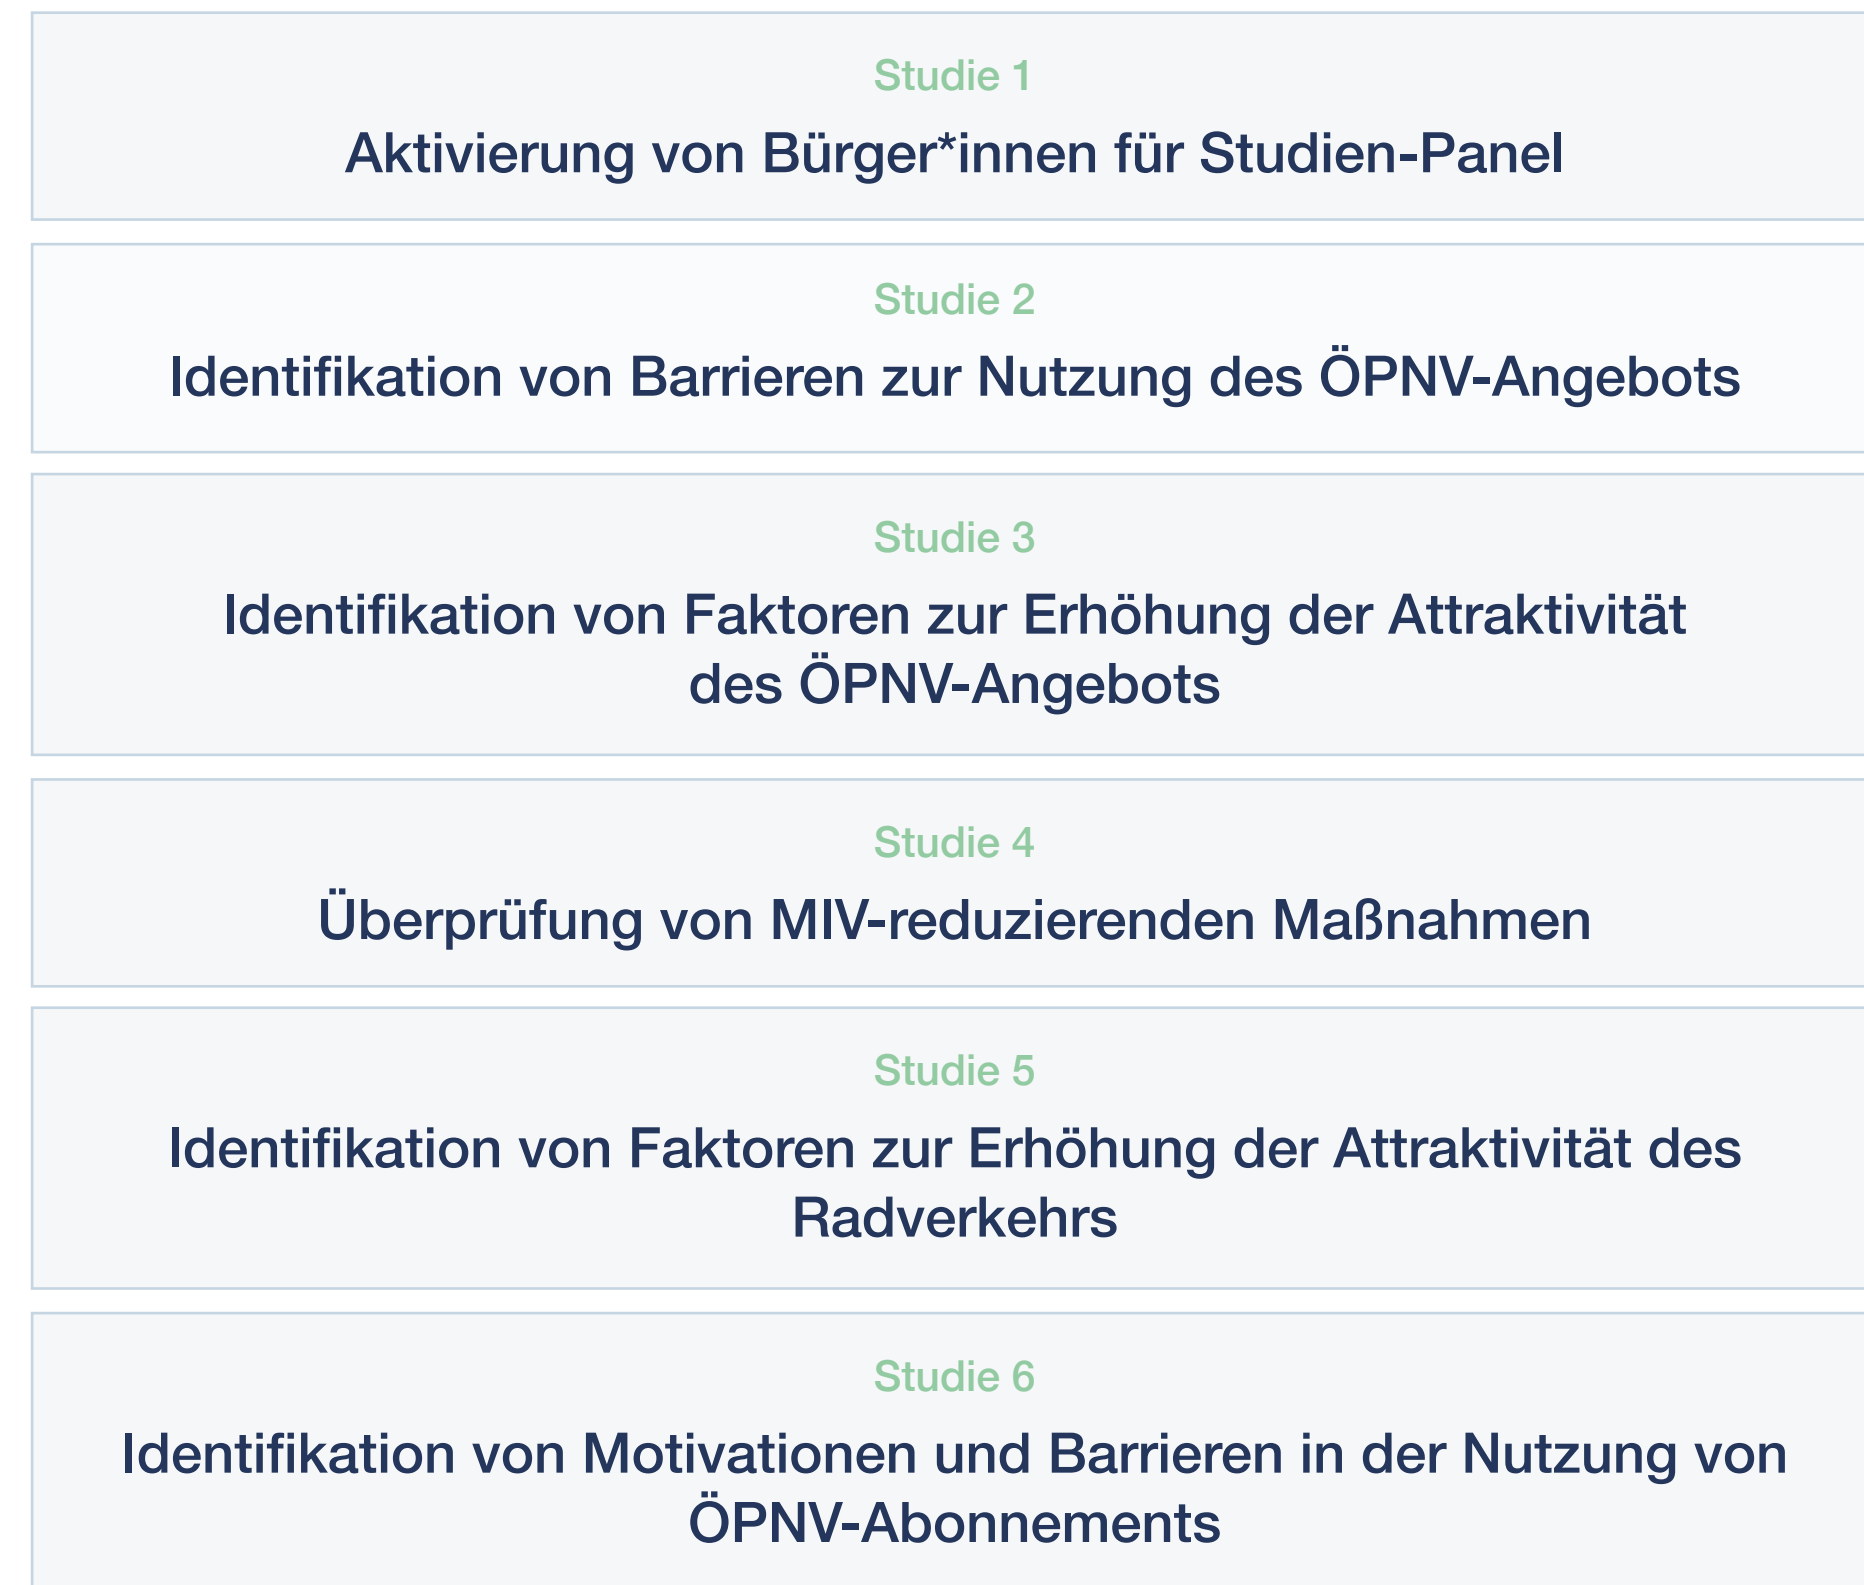 Studie 1
Aktivierung von Bürger*innen für Studien-Panel
Studie 2
Identifikation von Barrieren zur Nutzung des ÖPNV-Angebots
Studie 3
Identifikation von Faktoren zur Erhöhung der Attraktivität
des ÖPNV-Angebots
Studie 4
Überprüfung von MIV-reduzierenden Maßnahmen
Studie 5
Identifikation von Faktoren zur Erhöhung der Attraktivität des
Radverkehrs
Studie 6
Identifikation von Motivationen und Barrieren in der Nutzung von
ÖPNV-Abonnements